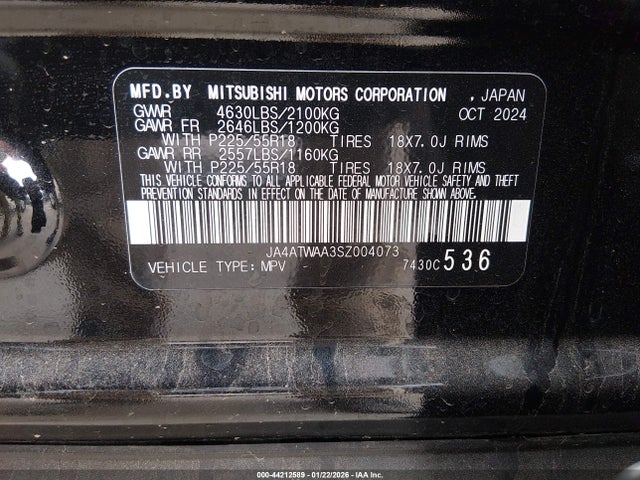 MFD.BY MITSUBISHI MOTORS CORPORATION , JAPAN
GVWR 4630LBS/2100KG OCT 2024
GAWR FR 2646LBS/1200KG
WITH P225/55R18 TIRES 18X7.0J RIMS
GAWR RR 2557LBS/1160KG
WITH P225/55R18 TIRES 18X7.0J RIMS
THIS VEHICLE CONFORMS TO ALL APPLICABLE FEDERAL MOTOR VEHICLE SAFETY AND THEFT
PREVENTION STANDARDS IN EFFECT ON THE DATE OF MANUFACTURE SHOWN ABOVE.
JA4ATWAA3SZ004073
VEHICLE TYPE: MPV 7430C 536
000-44212589 - 01/22/2026 - IAA Inc.